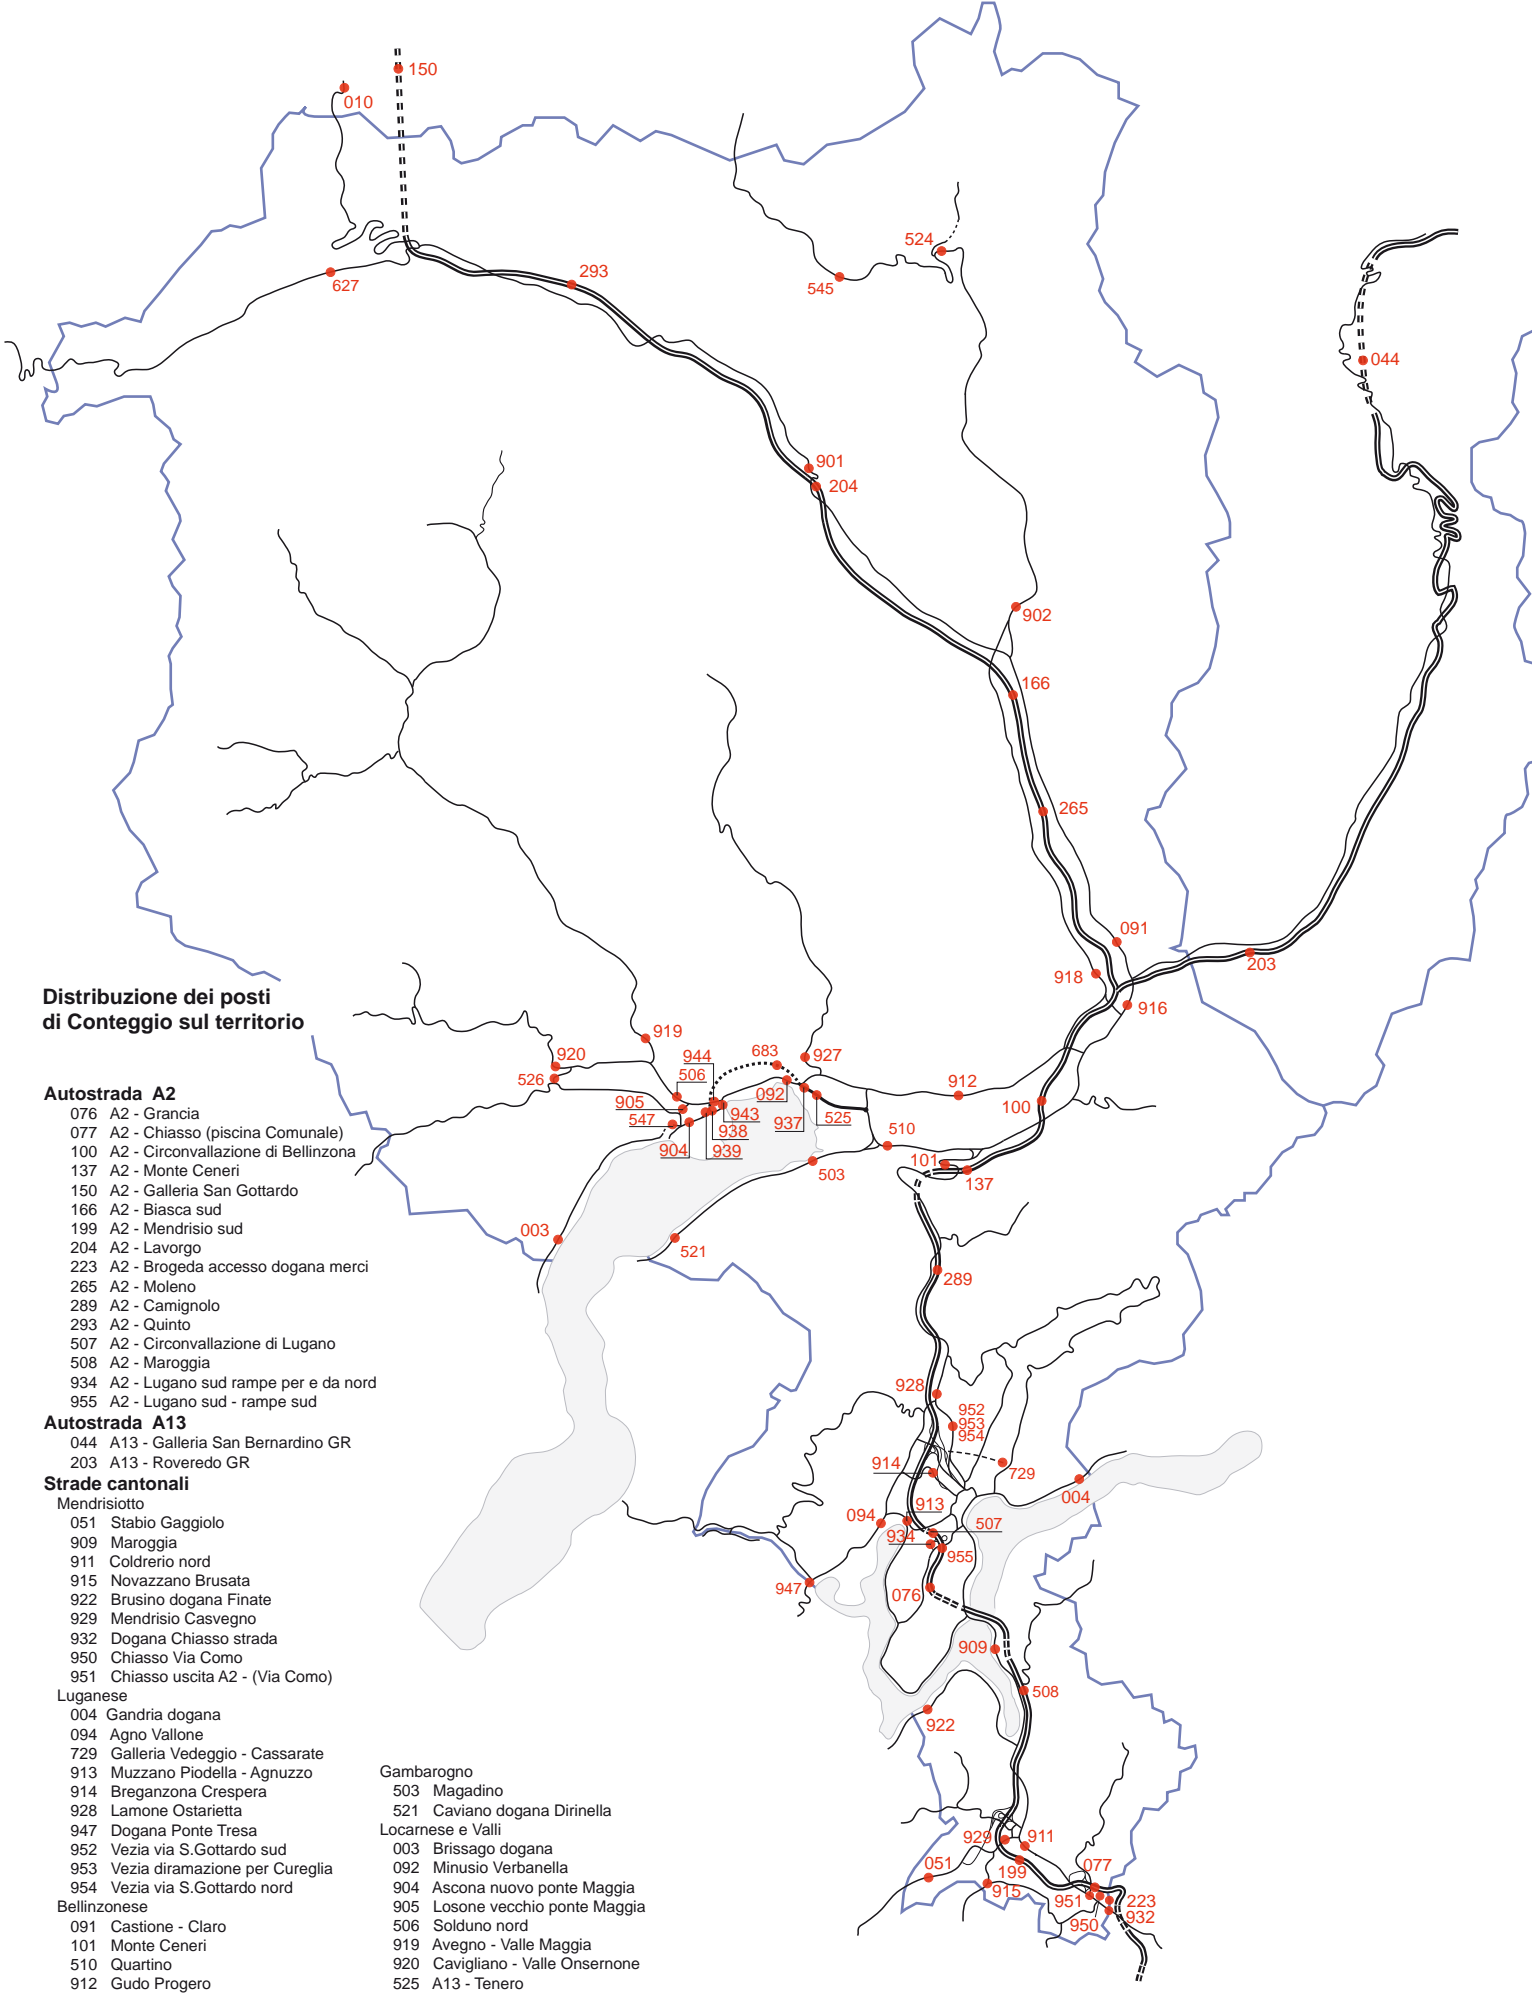 150
010
524
293
545
627
044
901
204
902
166
265
091
918
203
916
Distribuzione dei posti
di Conteggio sul territorio
919
920
944
683
927
526
506
092
912
905
943
937
525
100
547
938
904
939
510
101
503
137
003
521
289
928
952
953
954
914
729
004
913
094
507
934
955
947
076
909
508
922
929
911
051
199
077
915
951
223
950
932
Autostrada A2
076 A2 - Grancia
077 A2 - Chiasso (piscina Comunale)
100 A2 - Circonvallazione di Bellinzona
137 A2 - Monte Ceneri
150 A2 - Galleria San Gottardo
166 A2 - Biasca sud
199 A2 - Mendrisio sud
204 A2 - Lavorgo
223 A2 - Brogeda accesso dogana merci
265 A2 - Moleno
289 A2 - Camignolo
293 A2 - Quinto
507 A2 - Circonvallazione di Lugano
508 A2 - Maroggia
934 A2 - Lugano sud rampe per e da nord
955 A2 - Lugano sud - rampe sud
Autostrada A13
044 A13 - Galleria San Bernardino GR
203 A13 - Roveredo GR
Strade cantonali
Mendrisiotto
051 Stabio Gaggiolo
909 Maroggia
911 Coldrerio nord
915 Novazzano Brusata
922 Brusino dogana Finate
929 Mendrisio Casvegno
932 Dogana Chiasso strada
950 Chiasso Via Como
951 Chiasso uscita A2 - (Via Como)
Luganese
004 Gandria dogana
094 Agno Vallone
729 Galleria Vedeggio - Cassarate
913 Muzzano Piodella - Agnuzzo
914 Breganzona Crespera
928 Lamone Ostarietta
947 Dogana Ponte Tresa
952 Vezia via S.Gottardo sud
953 Vezia diramazione per Cureglia
954 Vezia via S.Gottardo nord
Bellinzonese
091 Castione - Claro
101 Monte Ceneri
510 Quartino
912 Gudo Progero
Gambarogno
503 Magadino
521 Caviano dogana Dirinella
Locarnese e Valli
003 Brissago dogana
092 Minusio Verbanella
904 Ascona nuovo ponte Maggia
905 Losone vecchio ponte Maggia
506 Solduno nord
919 Avegno - Valle Maggia
920 Cavigliano - Valle Onsernone
525 A13 - Tenero